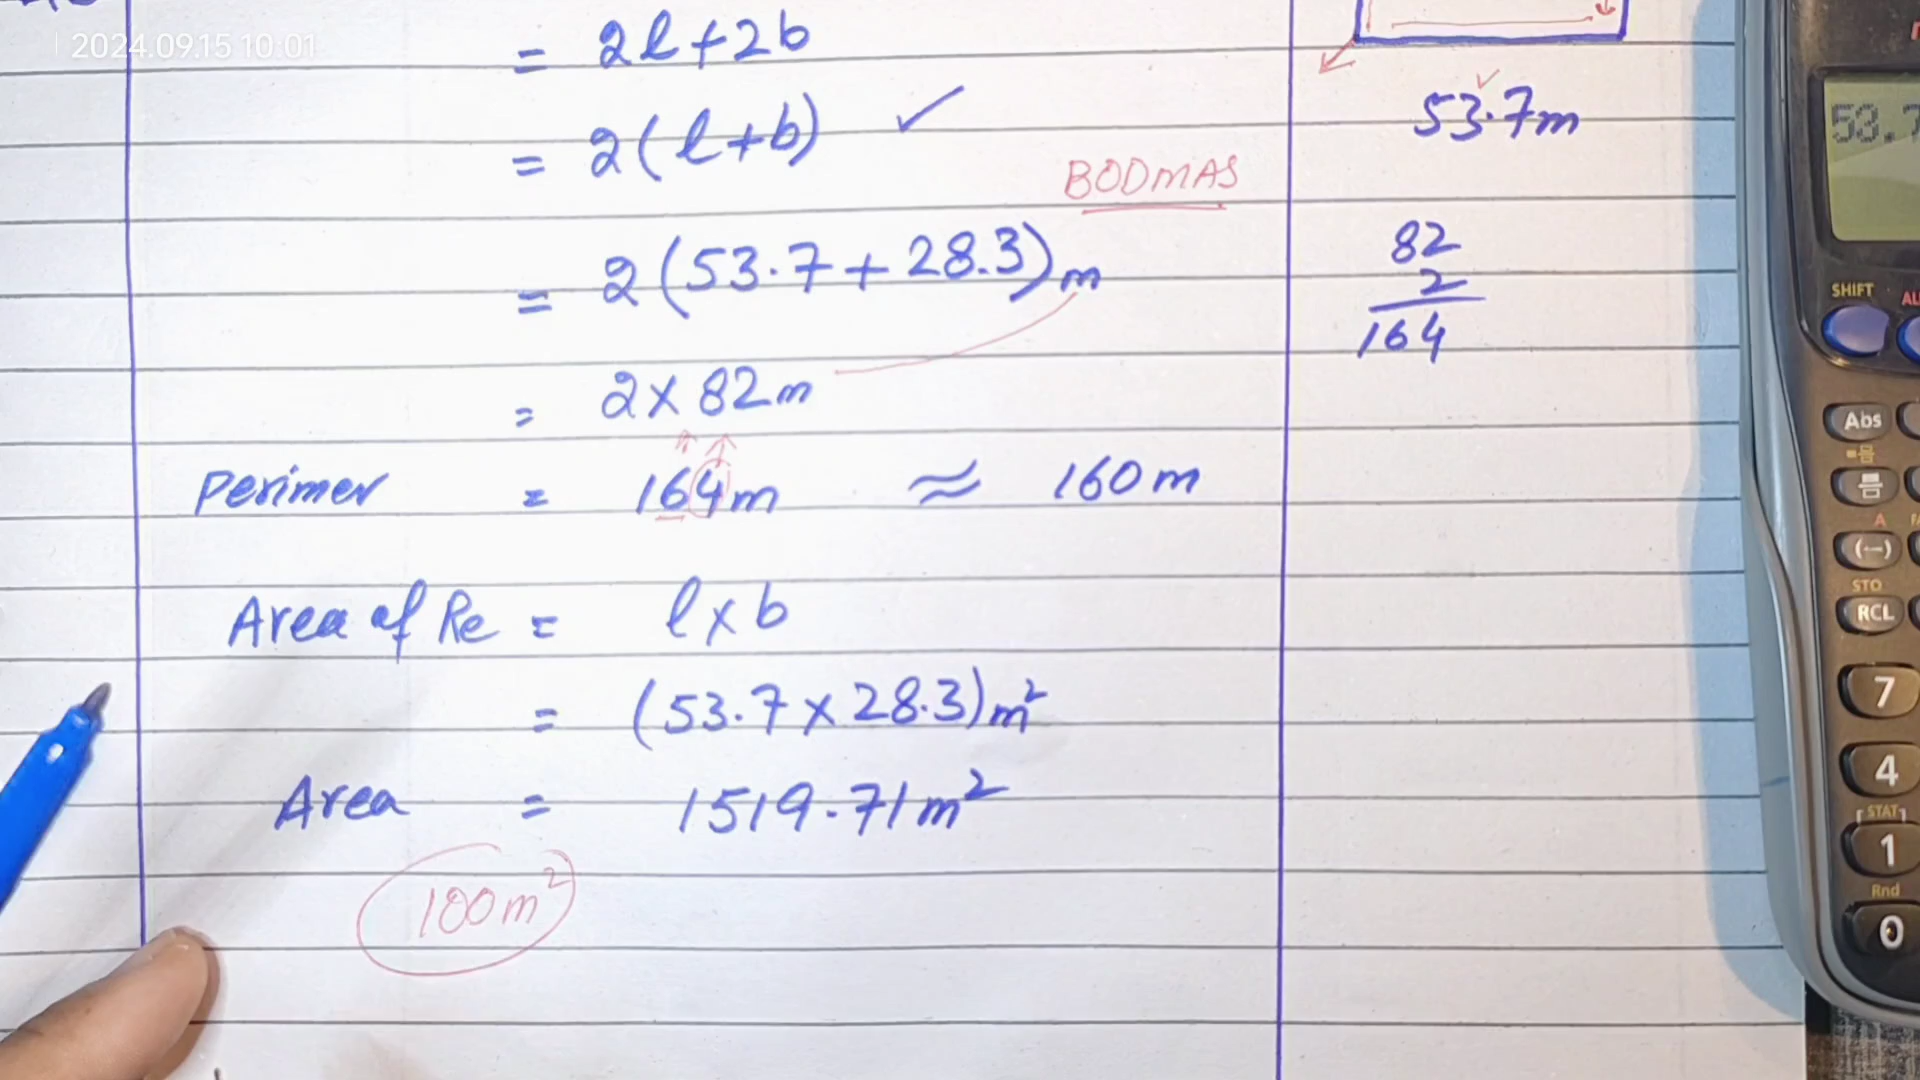 2024.09.15 10:01
= 2l+2b
= 2(l+b) ✓
53.7m
BODMAS
= 2(53.7+28.3)m
82
2
164
= 2×82m
Perimer = 164m ≈ 160m
Area of Re = l×b
= (53.7×28.3)m²
Area = 1519.71m²
100m²
53.7
SHIFT
Abs
(−)
STO
RCL
7
4
STAT
1
Rnd
0